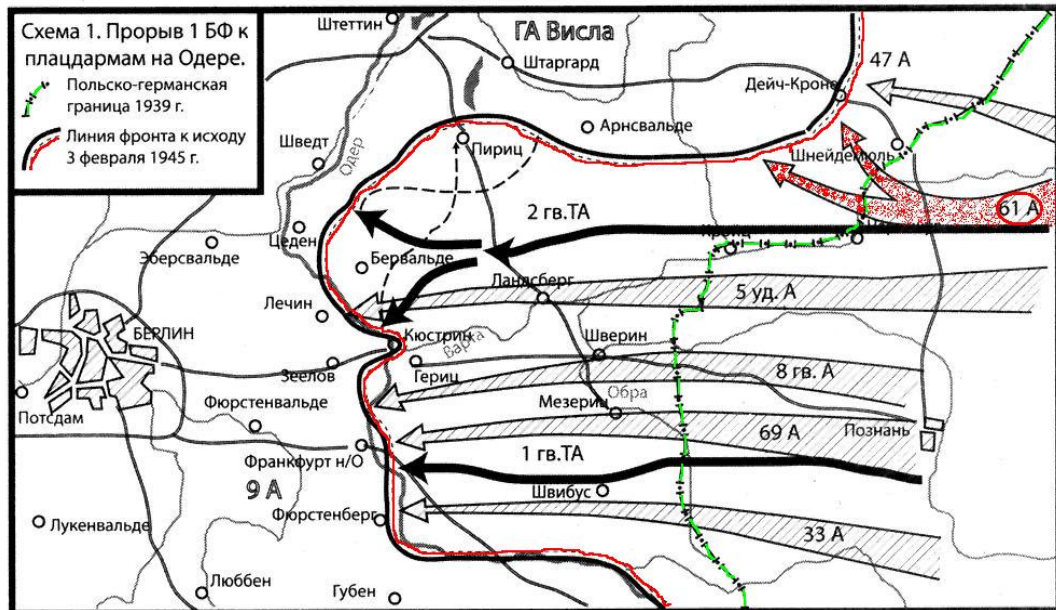 Схема 1. Прорыв 1 БФ к
плацдармам на Одере.
Польско-германская
граница 1939 г.
Линия фронта к исходу
3 февраля 1945 г.
Штеттин
ГА Висла
Штаргард
47 А
Дейч-Кроне
Арнсвальде
Шведт
Одер
Пириц
Шнейдемюль
61 А
2 гв.ТА
Цеден
Эберсвальде
Бервальде
Ландсберг
5 уд. А
Лечин
БЕРЛИН
Кюстрин
Варта
Шверин
Зеелов
Гериц
8 гв. А
Потсдам
Фюрстенвальде
Мезериц
Обра
69 А
Познань
Франкфурт н/О
1 гв.ТА
9 А
Швибус
Фюрстенберг
Лукенвальде
33 А
Люббен
Губен